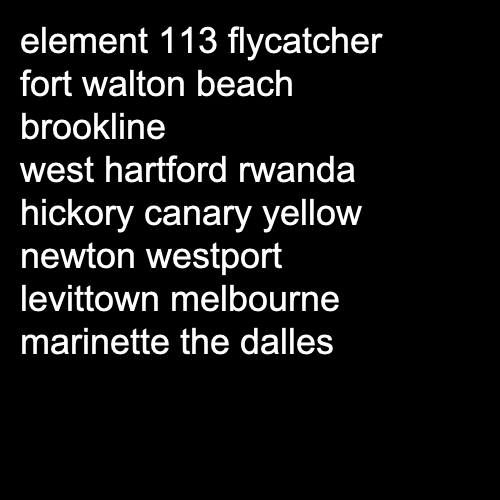 element 113 flycatcher
fort walton beach
brookline
west hartford rwanda
hickory canary yellow
newton westport
levittown melbourne
marinette the dalles